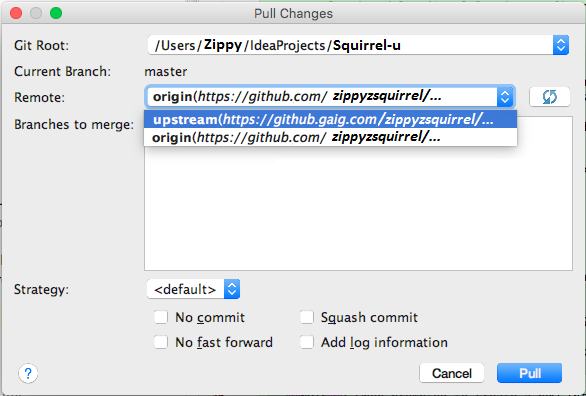 Pull Changes
Git Root: /Users/Zippy/IdeaProjects/Squirrel-u
Current Branch: master
Remote: origin(https://github.com/ zippyzsquirrel/...
upstream(https://github.gaig.com/zippyzsquirrel/...
Branches to merge: origin(https://github.com/ zippyzsquirrel/...
Strategy: <default>
No commit Squash commit
No fast forward Add log information
? Cancel Pull